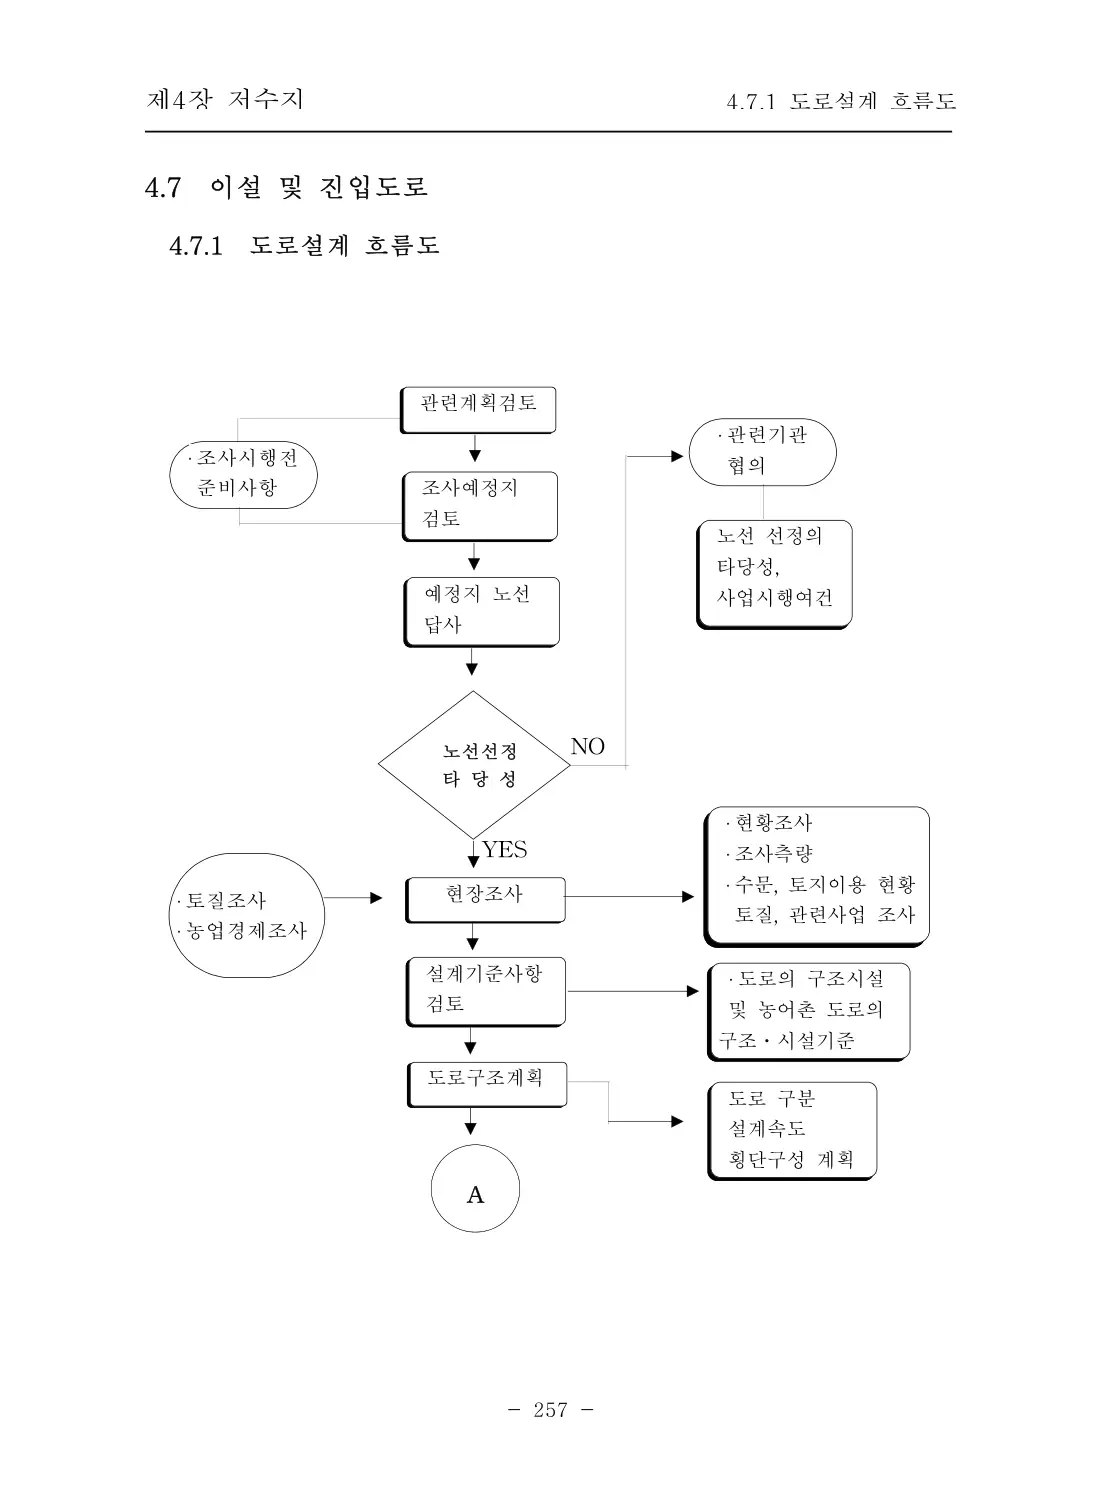 제4장 저수지
4.7.1 도로설계 흐름도
4.7 이설 및 진입도로
4.7.1 도로설계 흐름도
관련계획검토
·조사시행전
준비사항
조사예정지
검토
예정지 노선
답사
·관련기관
협의
노선 선정의
타당성,
사업시행여건
노선선정
타 당 성
NO
YES
·토질조사
·농업경제조사
현장조사
·현황조사
·조사측량
·수문, 토지이용 현황
토질, 관련사업 조사
설계기준사항
검토
·도로의 구조시설
및 농어촌 도로의
구조·시설기준
도로구조계획
도로 구분
설계속도
횡단구성 계획
A
- 257 -